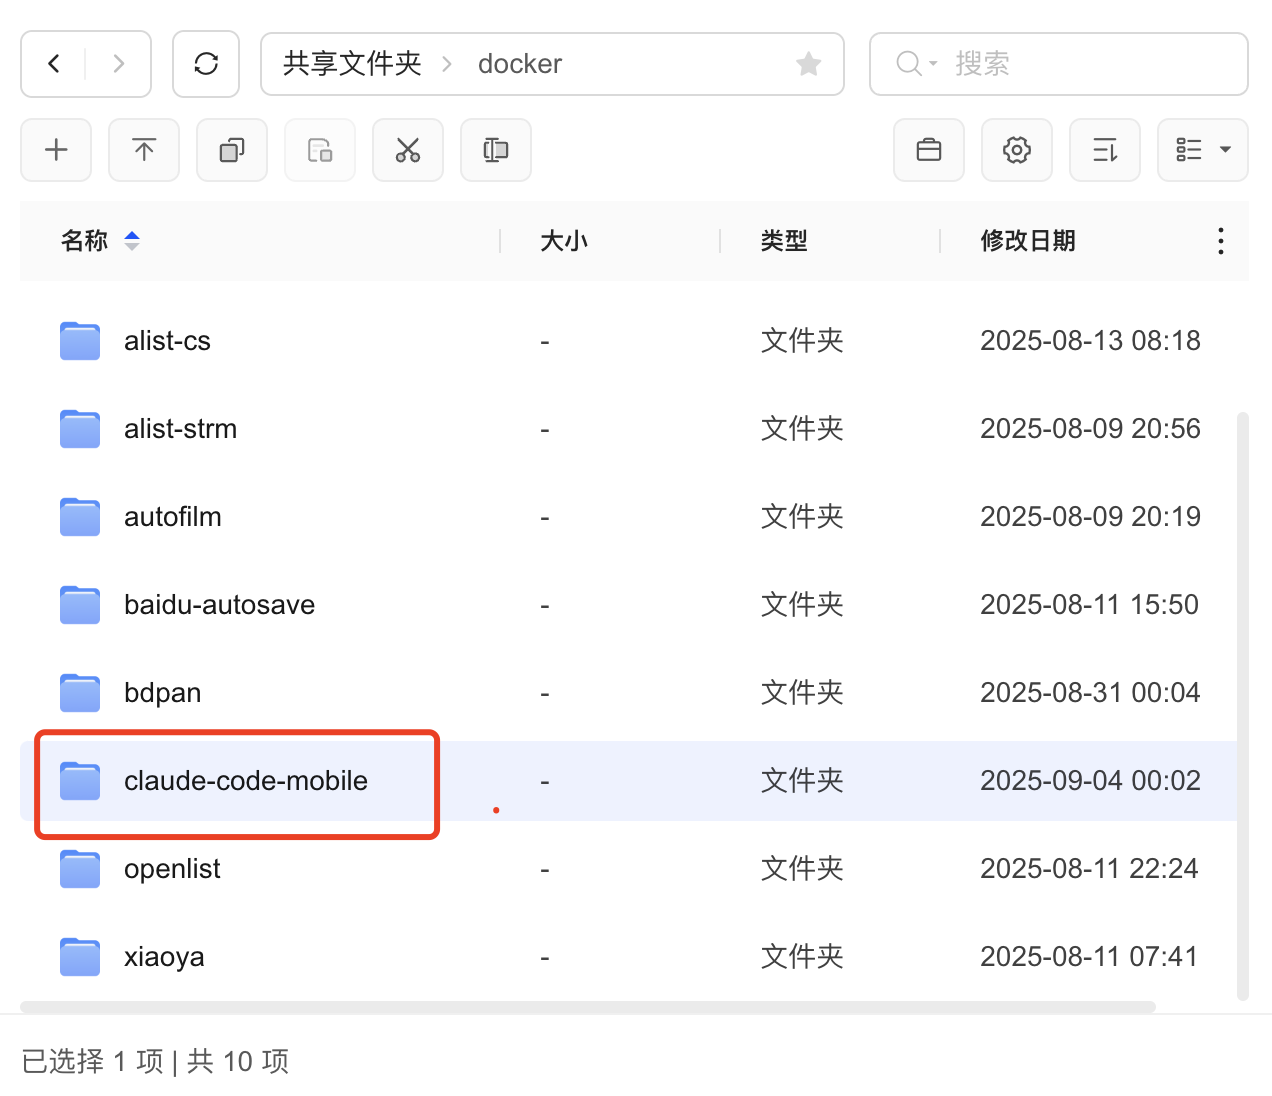 共享文件夹 > docker
搜索
名称 大小 类型 修改日期
alist-cs - 文件夹 2025-08-13 08:18
alist-strm - 文件夹 2025-08-09 20:56
autofilm - 文件夹 2025-08-09 20:19
baidu-autosave - 文件夹 2025-08-11 15:50
bdpan - 文件夹 2025-08-31 00:04
claude-code-mobile - 文件夹 2025-09-04 00:02
openlist - 文件夹 2025-08-11 22:24
xiaoya - 文件夹 2025-08-11 07:41
已选择 1 项 | 共 10 项